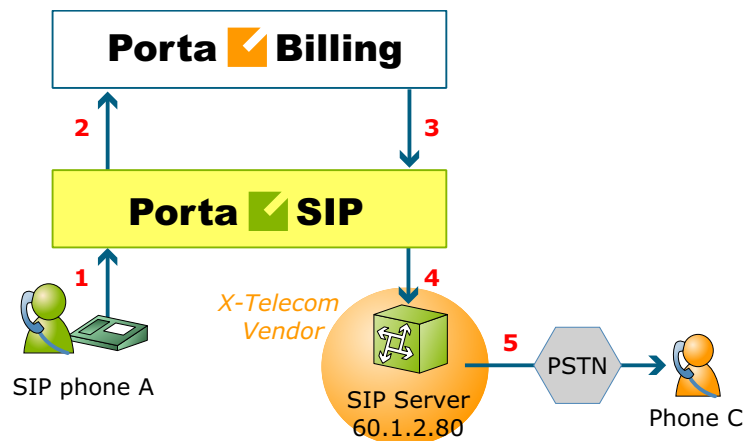 Porta Billing
2
3
Porta SIP
1
4
X-Telecom
Vendor
5
PSTN
SIP phone A
SIP Server
60.1.2.80
Phone C